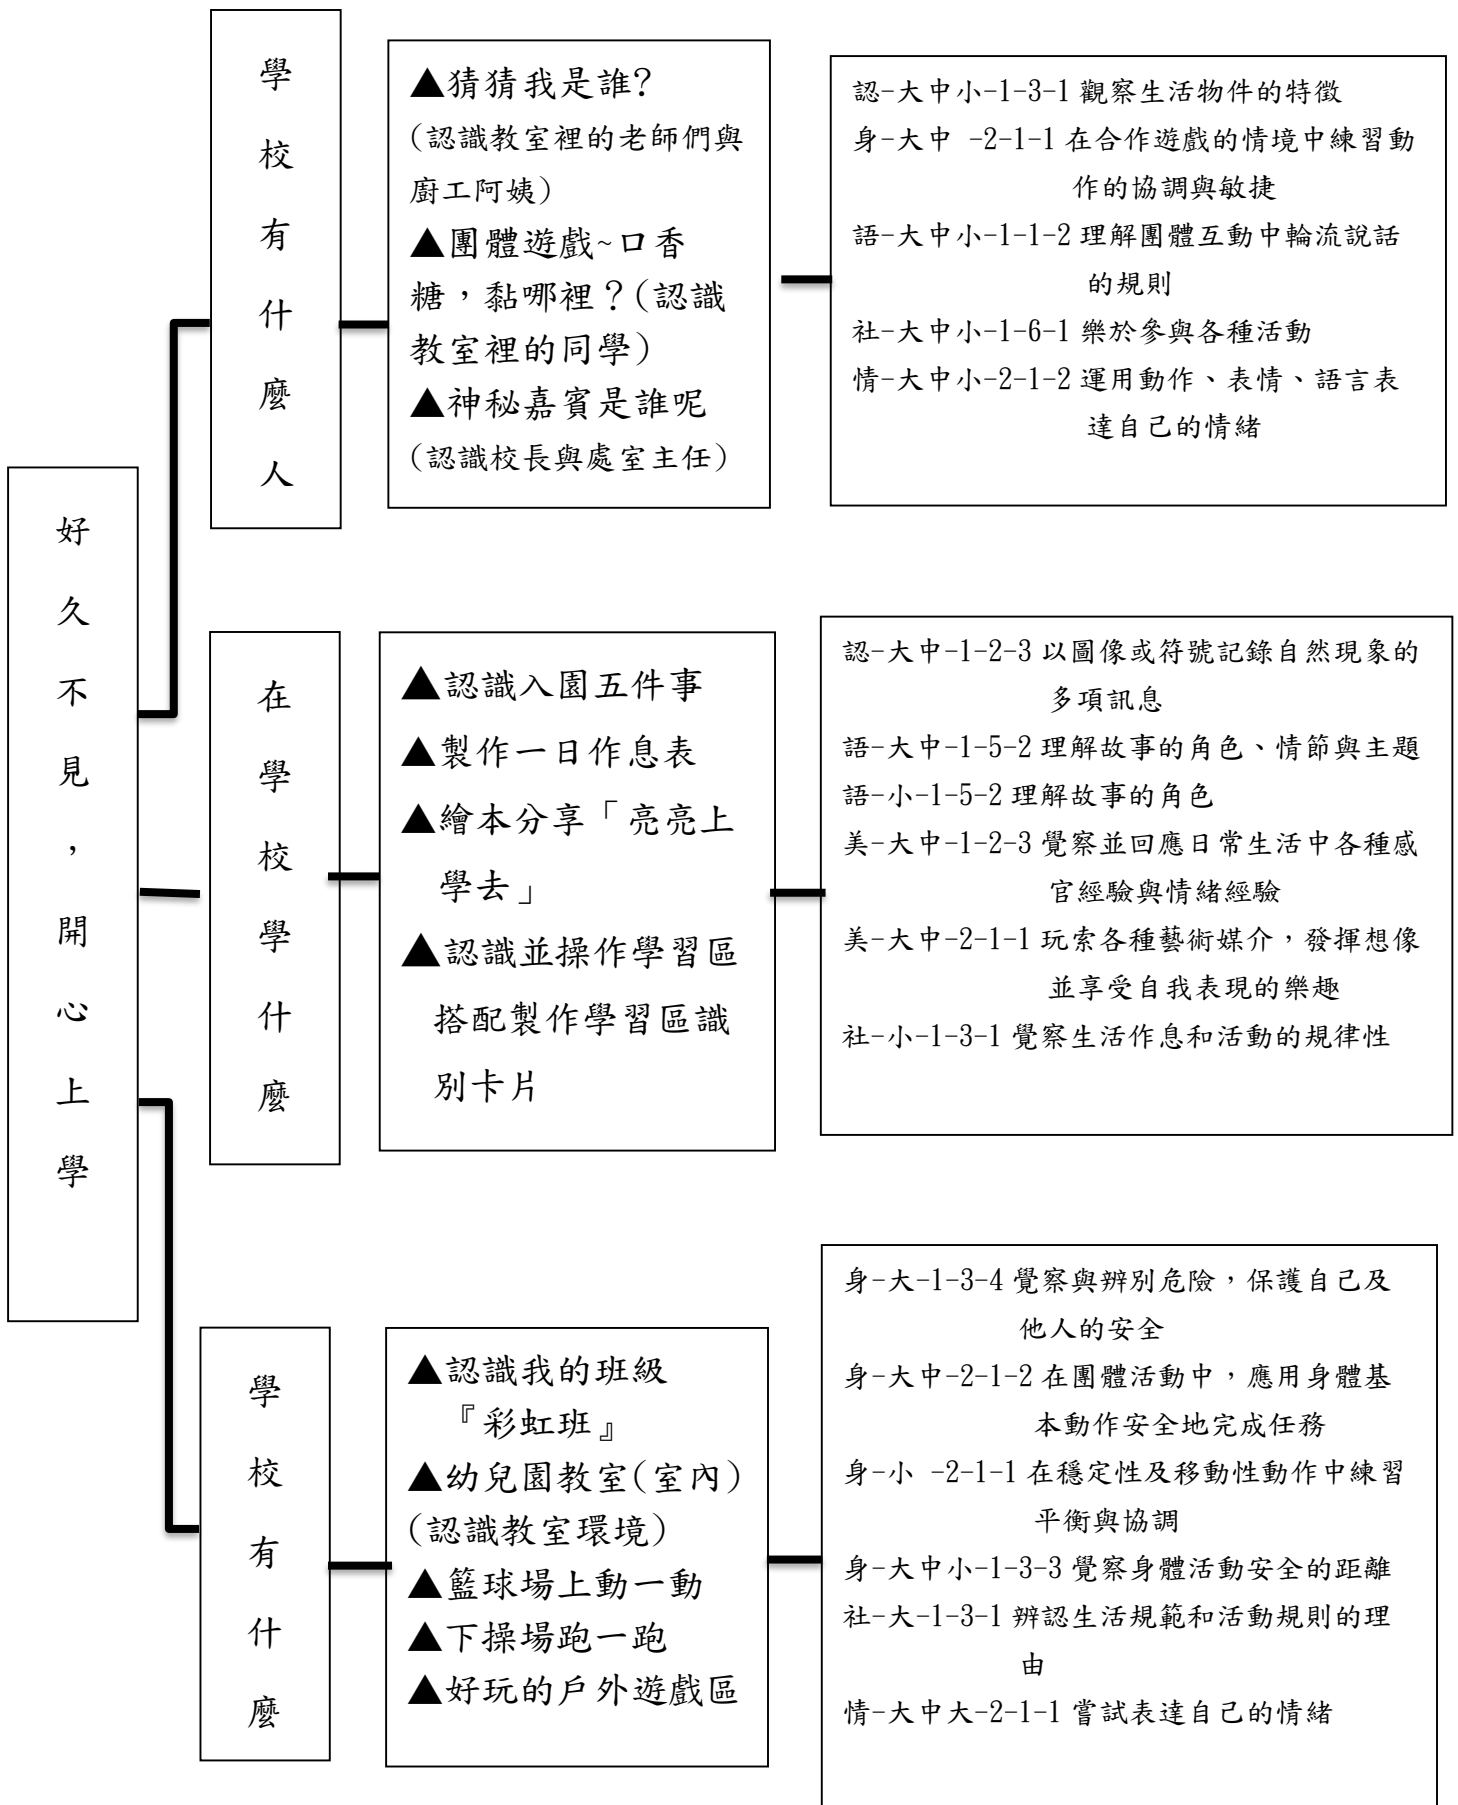 好久不見，開心上學
學校有什麼人
▲猜猜我是誰?
(認識教室裡的老師們與
廚工阿姨)
▲團體遊戲~口香
糖，黏哪裡？(認識
教室裡的同學)
▲神秘嘉賓是誰呢
(認識校長與處室主任)
認-大中小-1-3-1 觀察生活物件的特徵
身-大中 -2-1-1 在合作遊戲的情境中練習動
作的協調與敏捷
語-大中小-1-1-2 理解團體互動中輪流說話
的規則
社-大中小-1-6-1 樂於參與各種活動
情-大中小-2-1-2 運用動作、表情、語言表
達自己的情緒
在學校學什麼
▲認識入園五件事
▲製作一日作息表
▲繪本分享「亮亮上
學去」
▲認識並操作學習區
搭配製作學習區識
別卡片
認-大中-1-2-3 以圖像或符號記錄自然現象的
多項訊息
語-大中-1-5-2 理解故事的角色、情節與主題
語-小-1-5-2 理解故事的角色
美-大中-1-2-3 覺察並回應日常生活中各種感
官經驗與情緒經驗
美-大中-2-1-1 玩索各種藝術媒介，發揮想像
並享受自我表現的樂趣
社-小-1-3-1 覺察生活作息和活動的規律性
學校有什麼
▲認識我的班級
『彩虹班』
▲幼兒園教室(室內)
(認識教室環境)
▲籃球場上動一動
▲下操場跑一跑
▲好玩的戶外遊戲區
身-大-1-3-4 覺察與辨別危險，保護自己及
他人的安全
身-大中-2-1-2 在團體活動中，應用身體基
本動作安全地完成任務
身-小 -2-1-1 在穩定性及移動性動作中練習
平衡與協調
身-大中小-1-3-3 覺察身體活動安全的距離
社-大-1-3-1 辨認生活規範和活動規則的理
由
情-大中大-2-1-1 嘗試表達自己的情緒